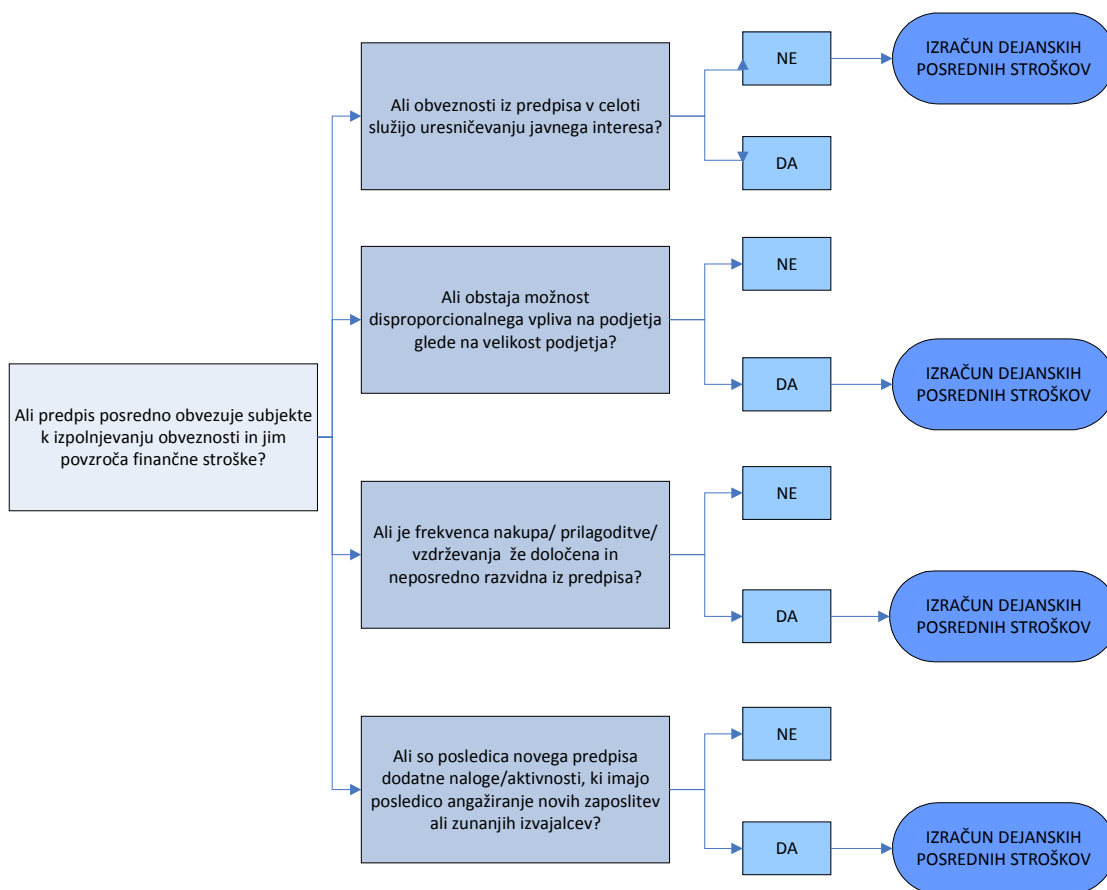 Ali predpis posredno obvezuje subjekte
k izpolnjevanju obveznosti in jim
povzroča finančne stroške?
Ali obveznosti iz predpisa v celoti
služijo uresničevanju javnega interesa?
NE
IZRAČUN DEJANSKIH
POSREDNIH STROŠKOV
DA
Ali obstaja možnost
disproporcionalnega vpliva na podjetja
glede na velikost podjetja?
NE
DA
IZRAČUN DEJANSKIH
POSREDNIH STROŠKOV
Ali je frekvenca nakupa/ prilagoditve/
vzdrževanja že določena in
neposredno razvidna iz predpisa?
NE
DA
IZRAČUN DEJANSKIH
POSREDNIH STROŠKOV
Ali so posledica novega predpisa
dodatne naloge/aktivnosti, ki imajo
posledico angažiranje novih zaposlitev
ali zunanjih izvajalcev?
NE
DA
IZRAČUN DEJANSKIH
POSREDNIH STROŠKOV